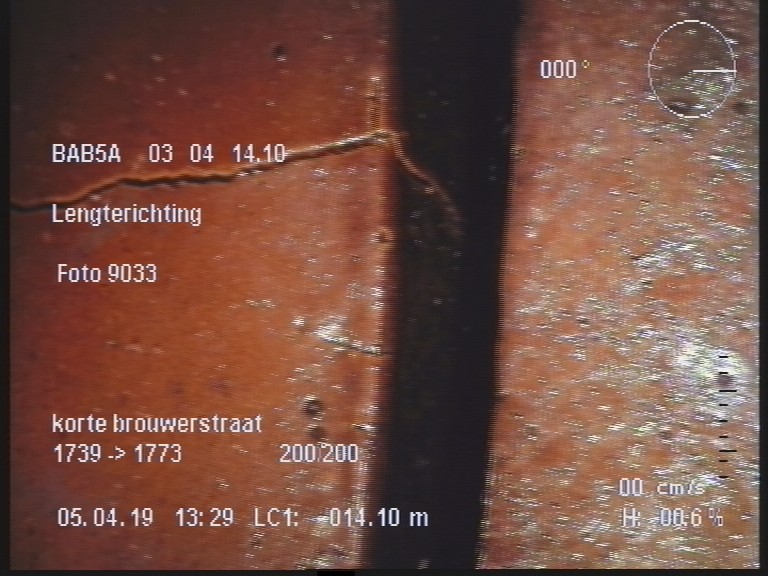 000°
BAB5A 03 04 14.10
Lengterichting
Foto 9033
korte brouwerstraat
1739 -> 1773 200/200
00 cm/s
05.04.19 13:29 LC1: -014.10 m H: -00.6 %